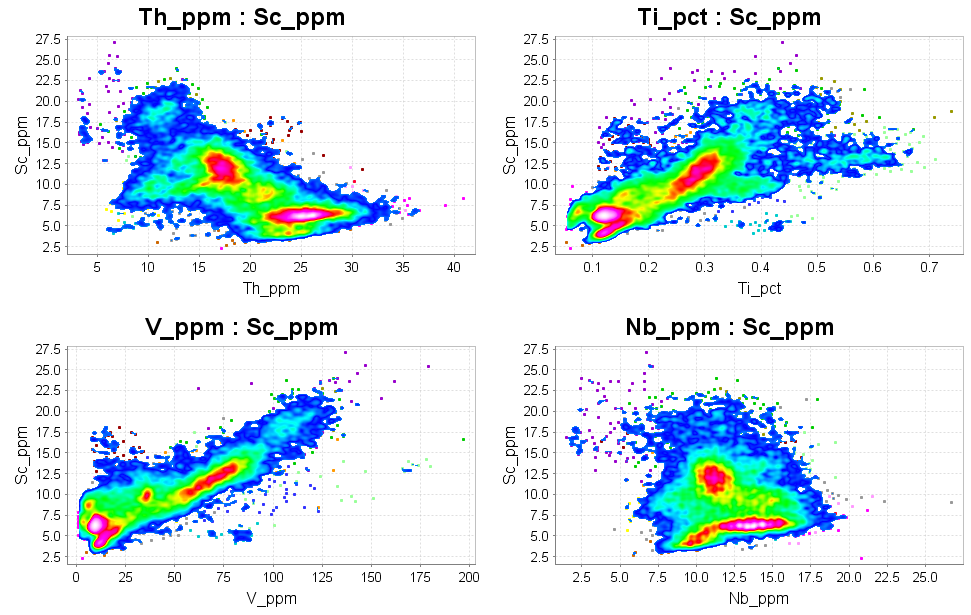 Th_ppm : Sc_ppm
27.5
25.0
22.5
20.0
17.5
15.0
12.5
10.0
7.5
5.0
2.5
Sc_ppm
5 10 15 20 25 30 35 40
Th_ppm
Ti_pct : Sc_ppm
27.5
25.0
22.5
20.0
17.5
15.0
12.5
10.0
7.5
5.0
2.5
Sc_ppm
0.1 0.2 0.3 0.4 0.5 0.6 0.7
Ti_pct
V_ppm : Sc_ppm
27.5
25.0
22.5
20.0
17.5
15.0
12.5
10.0
7.5
5.0
2.5
Sc_ppm
0 25 50 75 100 125 150 175 200
V_ppm
Nb_ppm : Sc_ppm
27.5
25.0
22.5
20.0
17.5
15.0
12.5
10.0
7.5
5.0
2.5
Sc_ppm
2.5 5.0 7.5 10.0 12.5 15.0 17.5 20.0 22.5 25.0
Nb_ppm